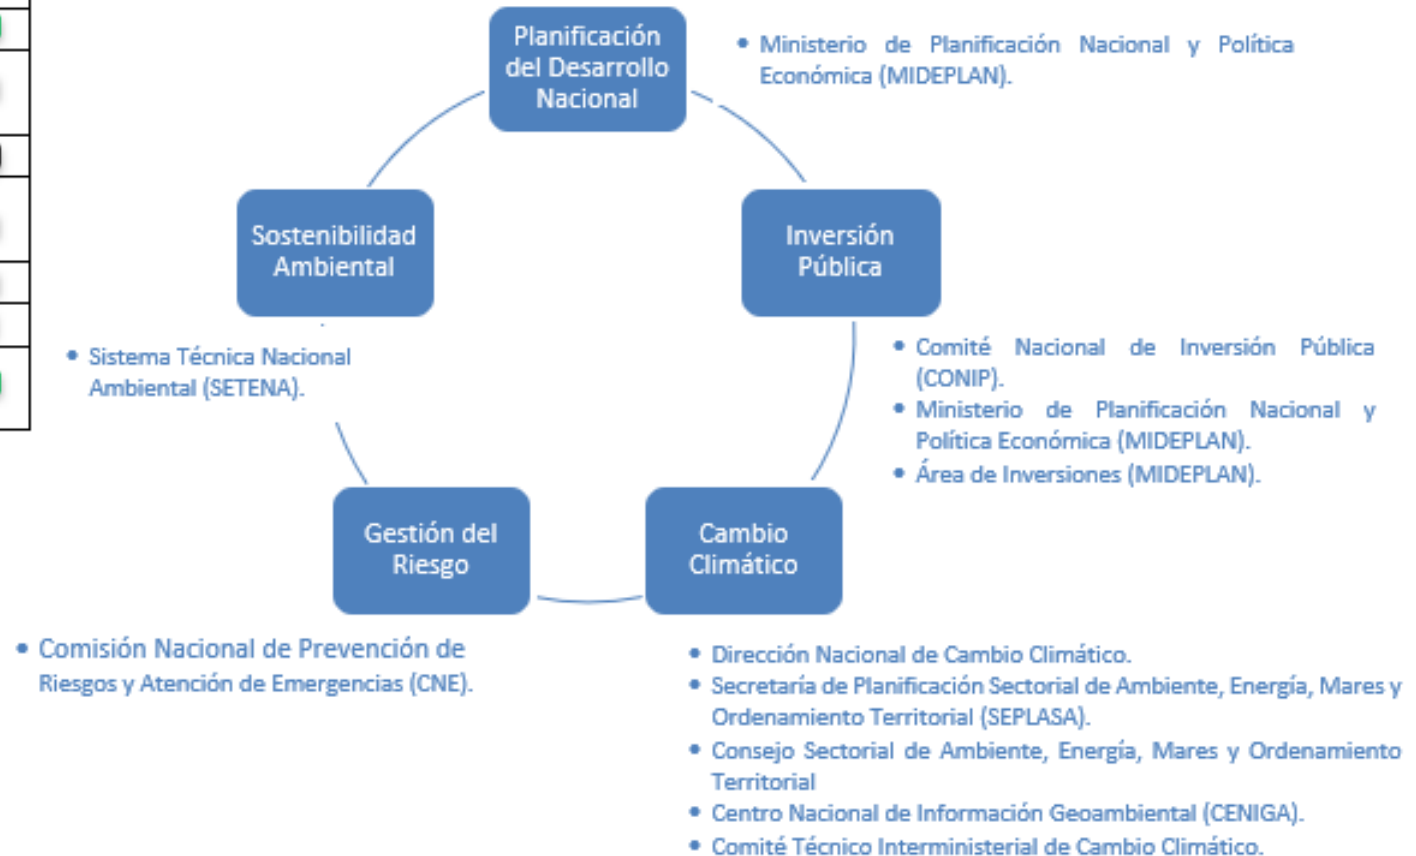 Planificación
del Desarrollo
Nacional
• Ministerio de Planificación Nacional y Política
Económica (MIDEPLAN).
Sostenibilidad
Ambiental
Inversión
Pública
• Sistema Técnica Nacional
Ambiental (SETENA).
• Comité Nacional de Inversión Pública
(CONIP).
• Ministerio de Planificación Nacional y
Política Económica (MIDEPLAN).
• Área de Inversiones (MIDEPLAN).
Gestión del
Riesgo
Cambio
Climático
• Comisión Nacional de Prevención de
Riesgos y Atención de Emergencias (CNE).
• Dirección Nacional de Cambio Climático.
• Secretaría de Planificación Sectorial de Ambiente, Energía, Mares y
Ordenamiento Territorial (SEPLASA).
• Consejo Sectorial de Ambiente, Energía, Mares y Ordenamiento
Territorial
• Centro Nacional de Información Geoambiental (CENIGA).
• Comité Técnico Interministerial de Cambio Climático.